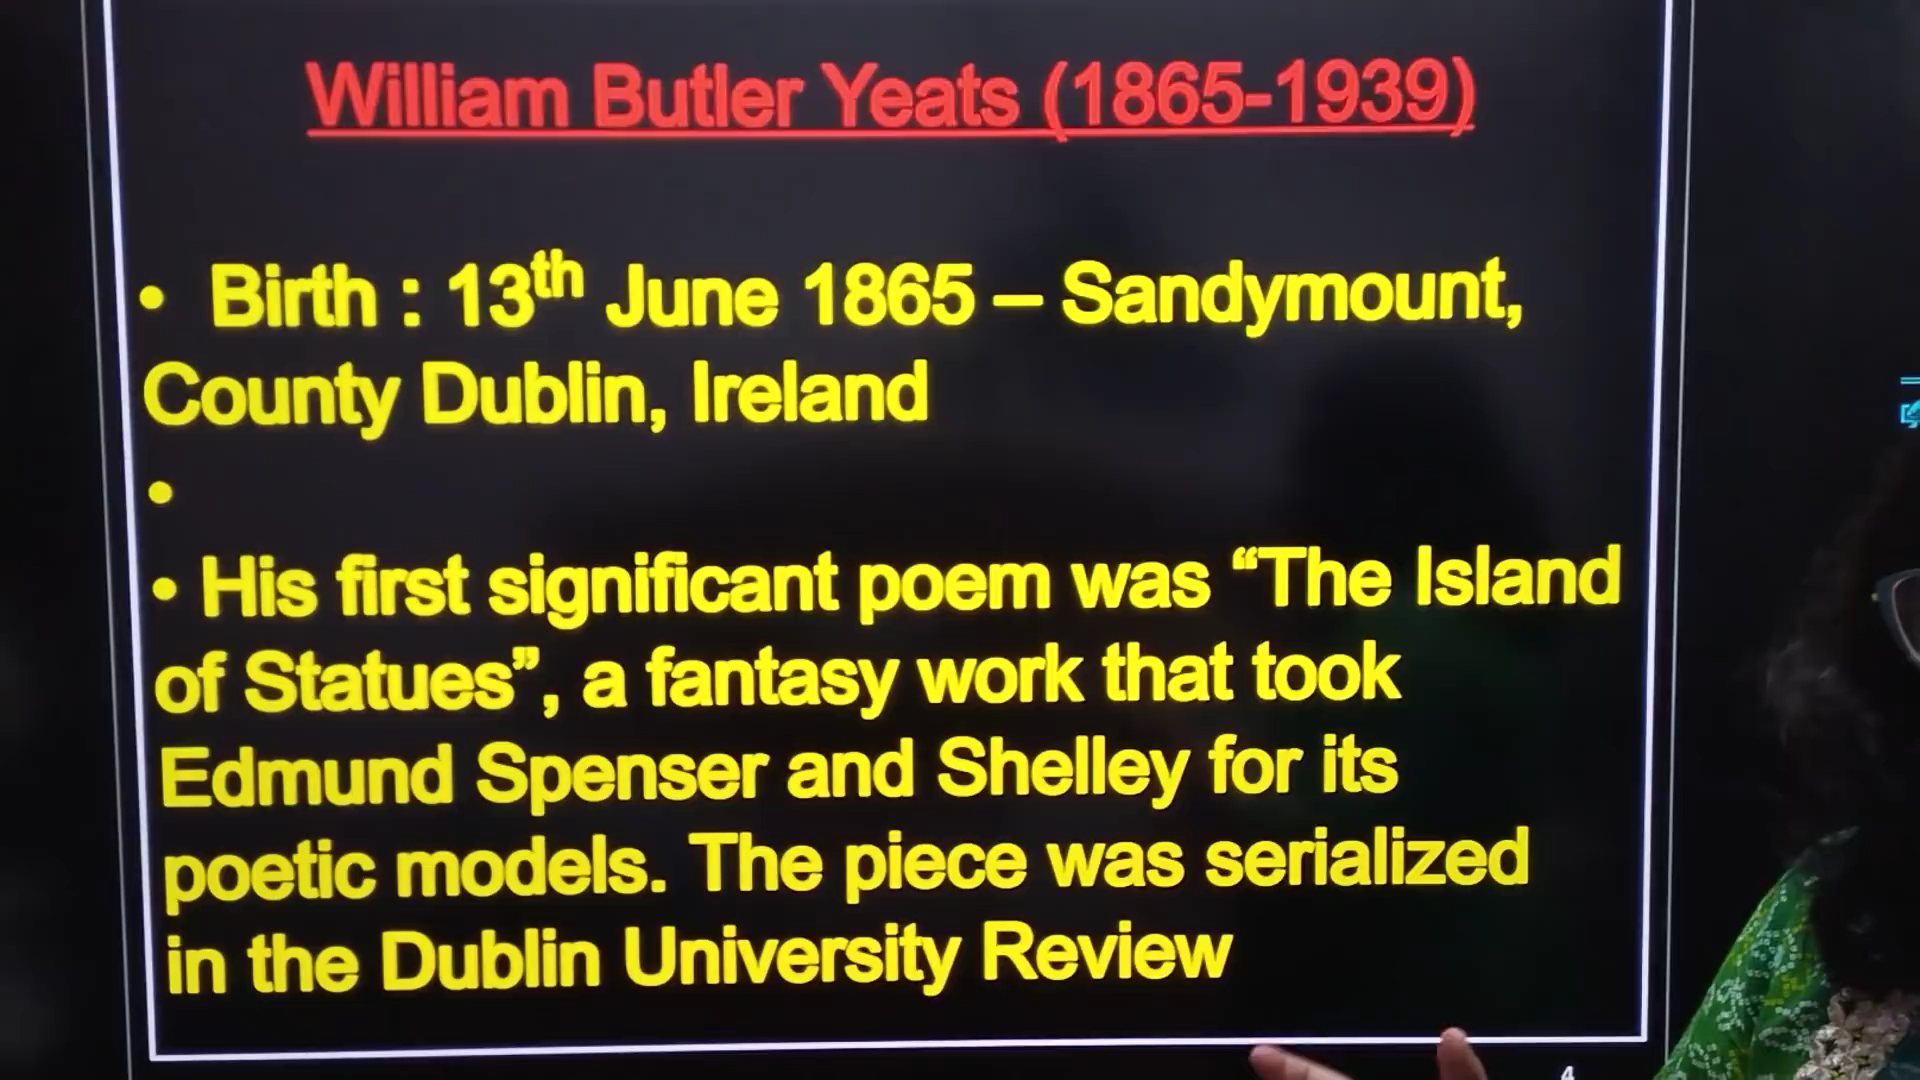 William Butler Yeats (1865-1939)
• Birth : 13th June 1865 – Sandymount,
County Dublin, Ireland
•
• His first significant poem was “The Island
of Statues”, a fantasy work that took
Edmund Spenser and Shelley for its
poetic models. The piece was serialized
in the Dublin University Review
4